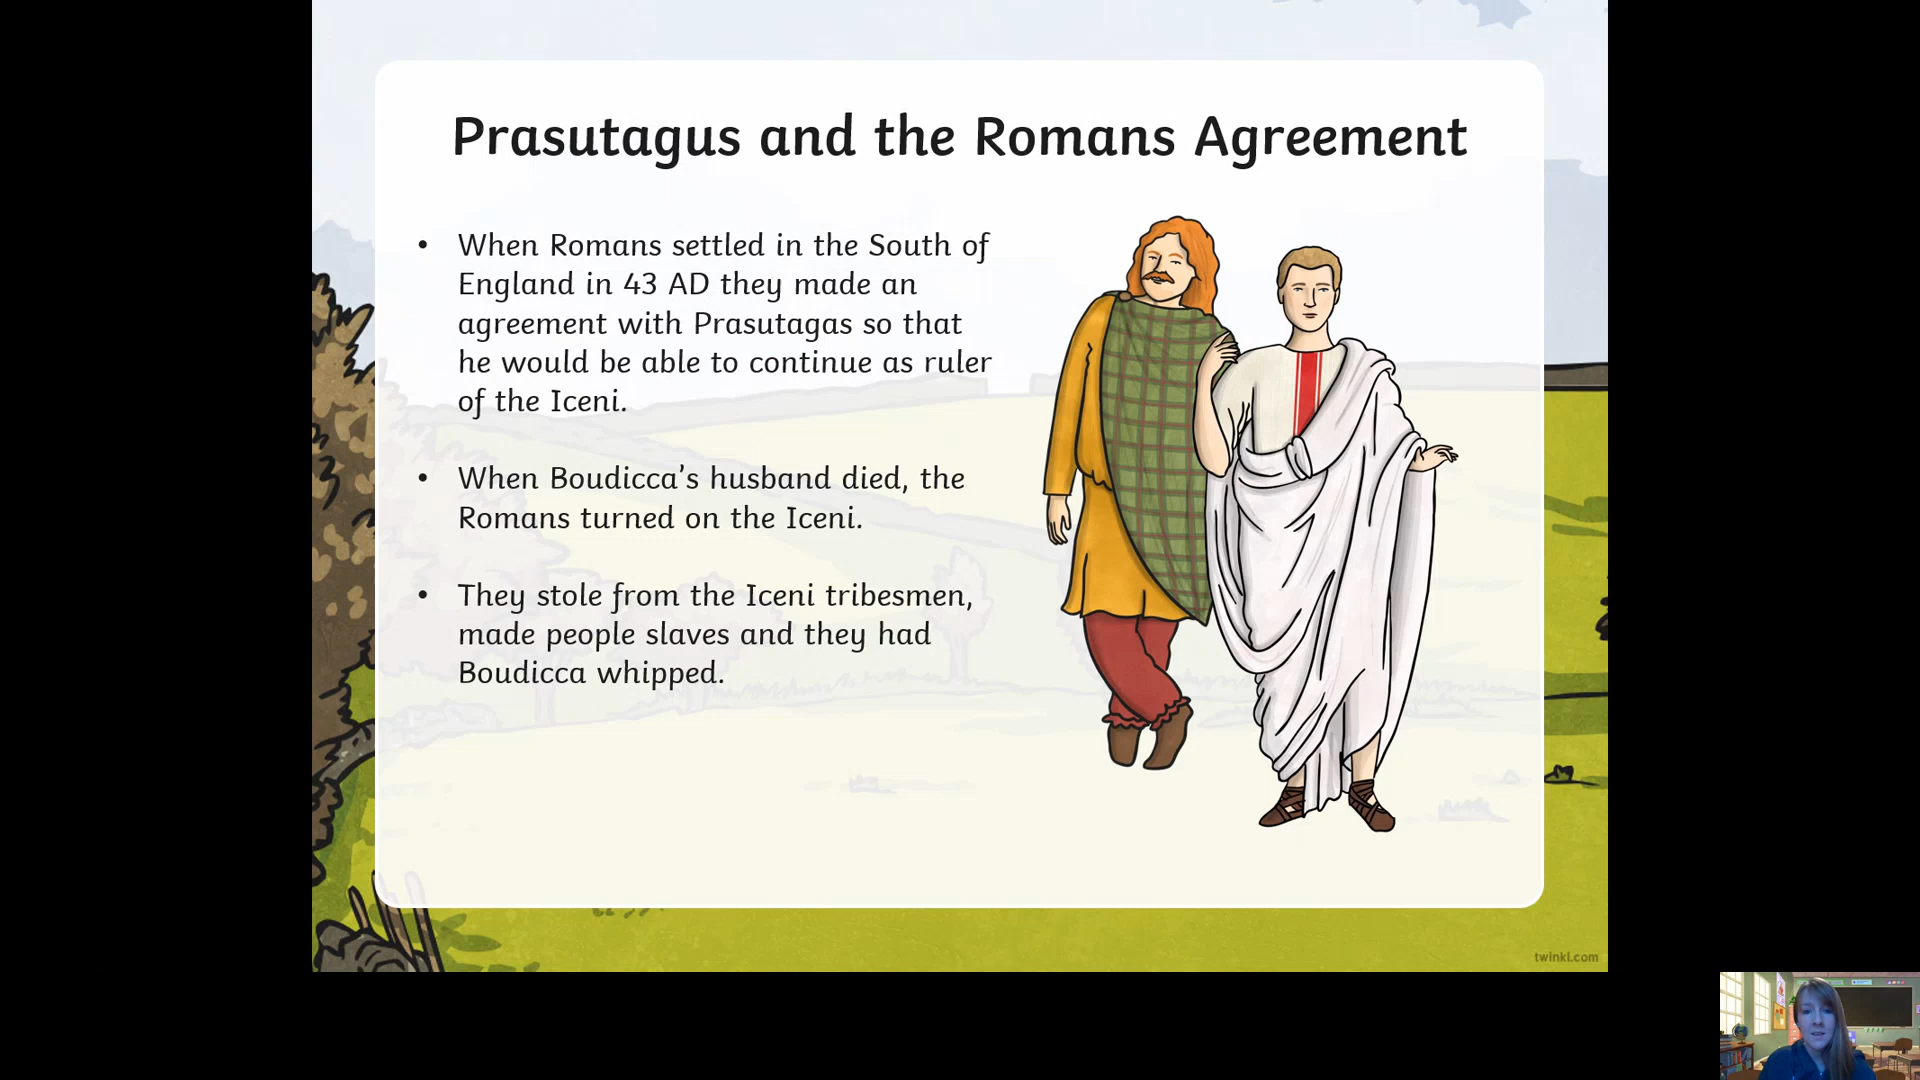 Prasutagus and the Romans Agreement
• When Romans settled in the South of
England in 43 AD they made an
agreement with Prasutagas so that
he would be able to continue as ruler
of the Iceni.
• When Boudicca’s husband died, the
Romans turned on the Iceni.
• They stole from the Iceni tribesmen,
made people slaves and they had
Boudicca whipped.
twinkl.com